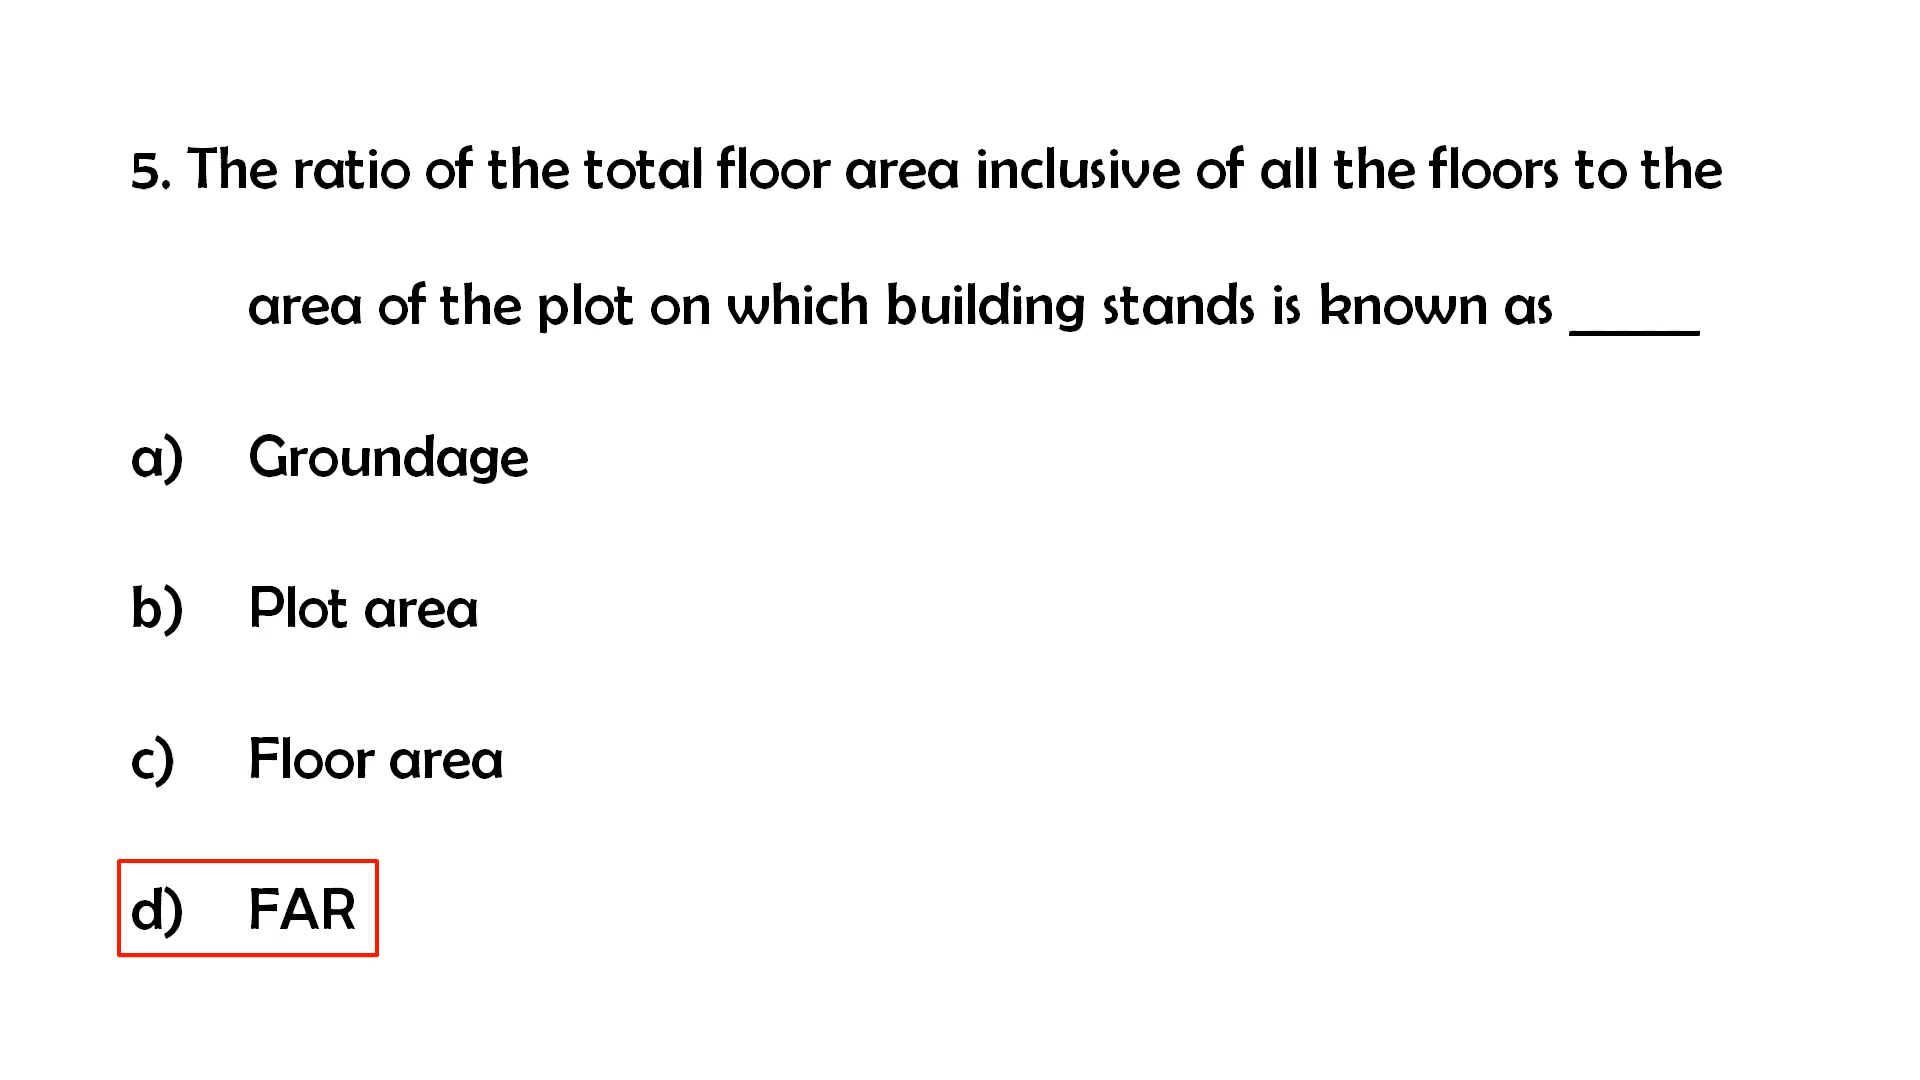 5. The ratio of the total floor area inclusive of all the floors to the
area of the plot on which building stands is known as _____
a) Groundage
b) Plot area
c) Floor area
d) FAR